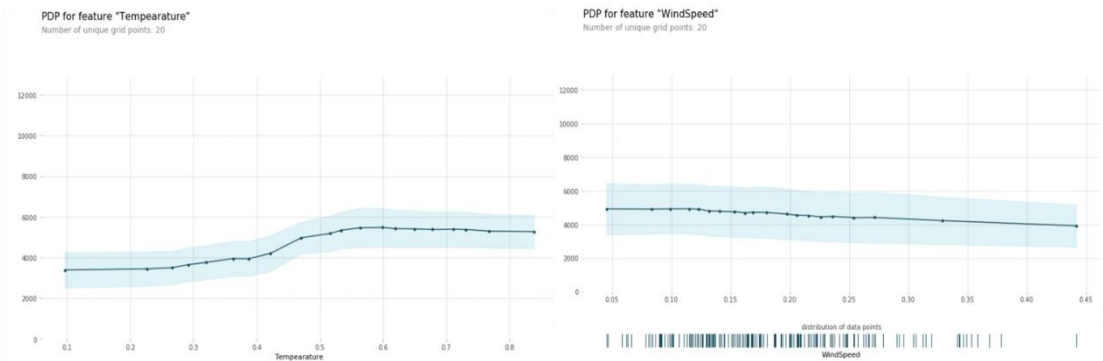 PDP for feature "Tempearature"
Number of unique grid points: 20
12000
10000
8000
6000
4000
2000
0
0.1 0.2 0.3 0.4 0.5 0.6 0.7 0.8
Tempearature
PDP for feature "WindSpeed"
Number of unique grid points: 20
12000
10000
8000
6000
4000
2000
0
0.05 0.10 0.15 0.20 0.25 0.30 0.35 0.40 0.45
distribution of data points
WindSpeed